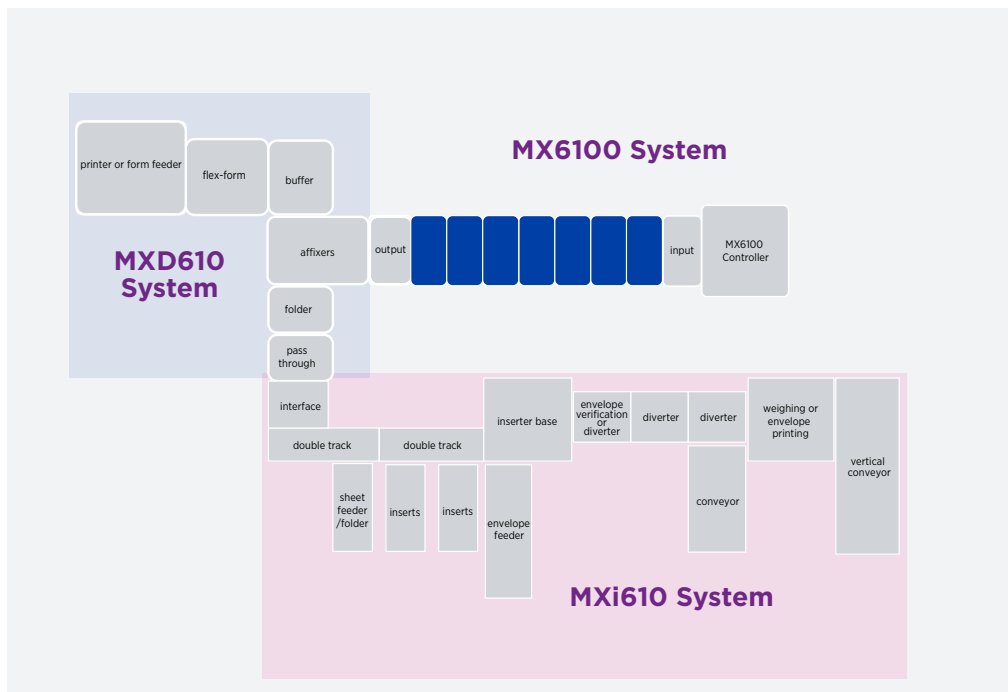 MX6100 System
printer or form feeder
flex-form
buffer
MXD610
System
affixers
output
input
MX6100
Controller
folder
pass
through
interface
double track
double track
inserter base
envelope
verification
or
diverter
diverter
diverter
weighing or
envelope
printing
vertical
conveyor
sheet
feeder
/folder
inserts
inserts
envelope
feeder
conveyor
MXi610 System